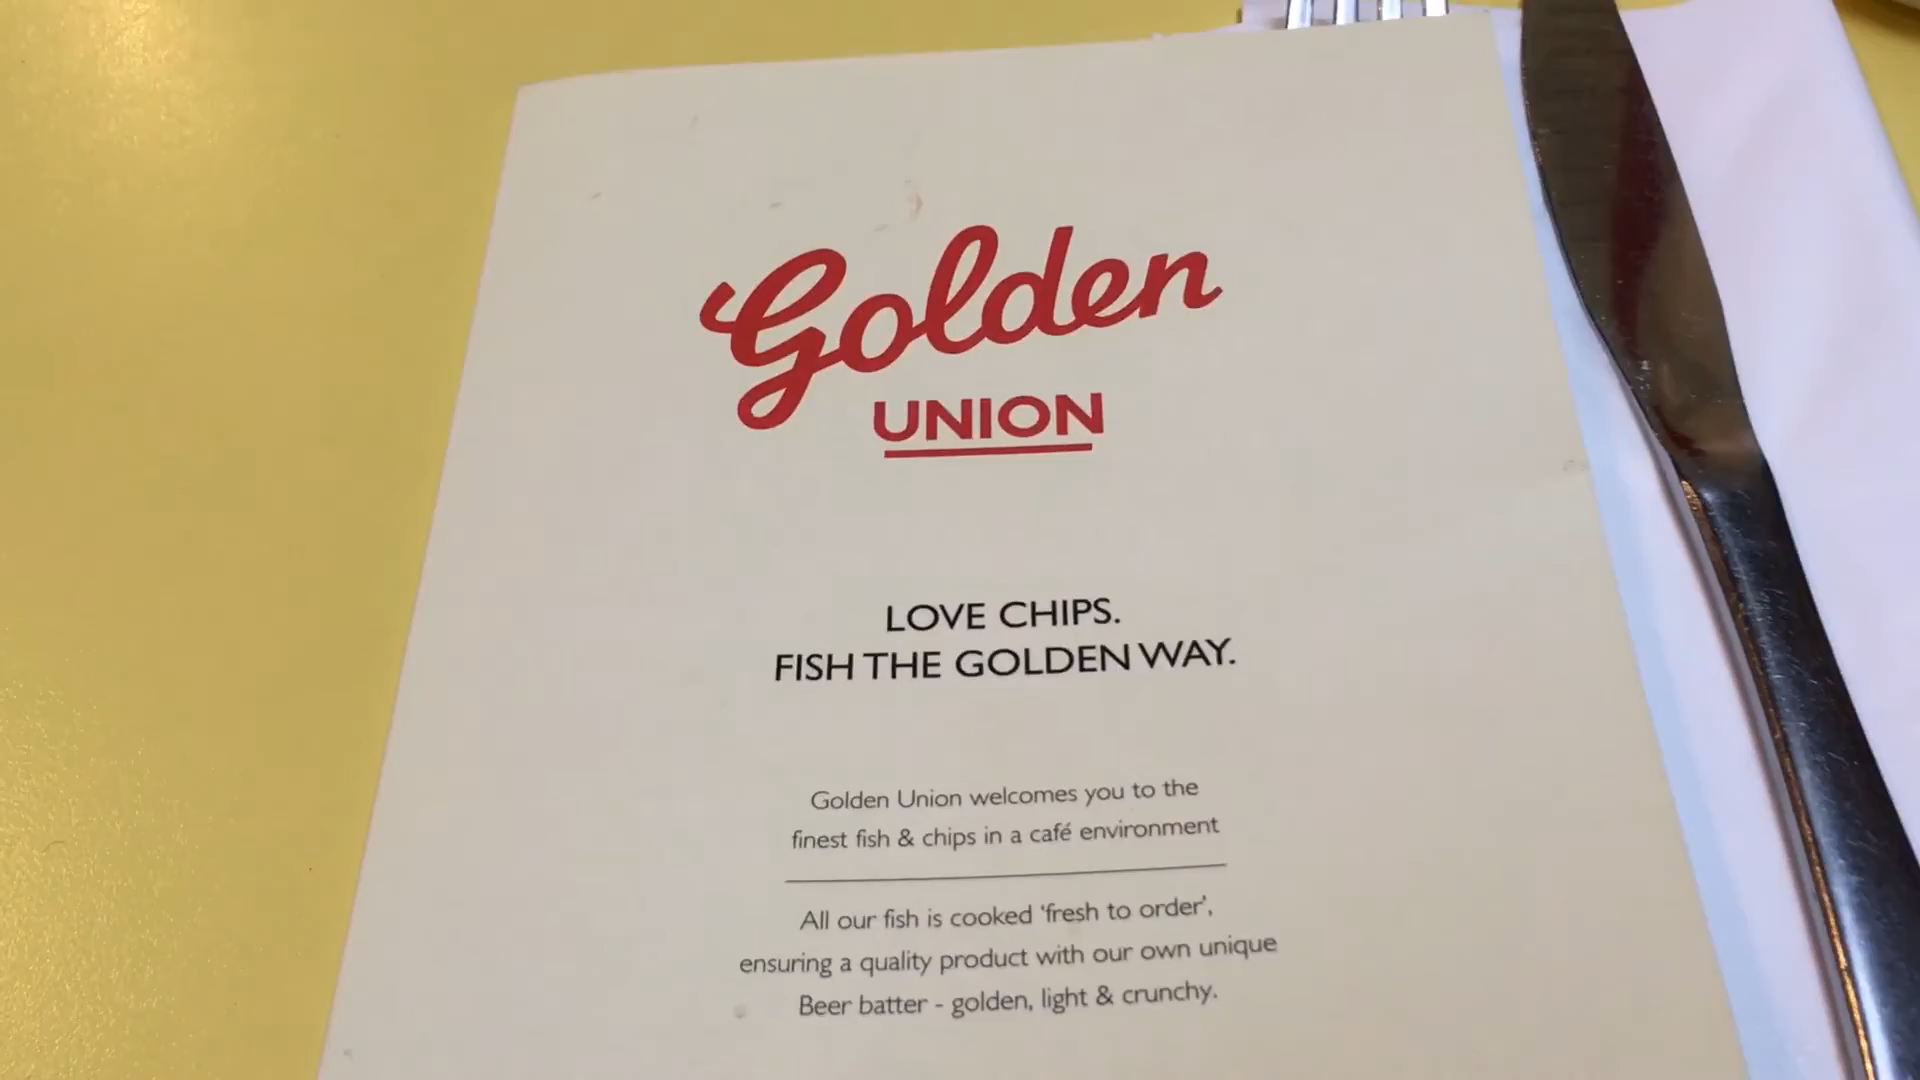 Golden
UNION
LOVE CHIPS.
FISH THE GOLDEN WAY.
Golden Union welcomes you to the
finest fish & chips in a café environment
All our fish is cooked ‘fresh to order’,
ensuring a quality product with our own unique
Beer batter - golden, light & crunchy.